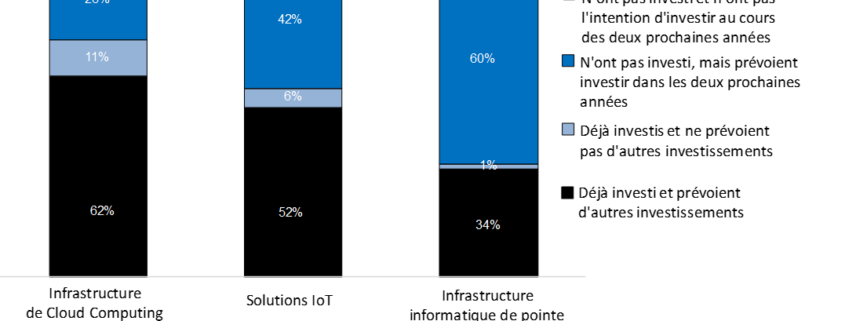 N'ont pas investi et n'ont pas
l'intention d'investir au cours
des deux prochaines années
42%
60%
N'ont pas investi, mais prévoient
investir dans les deux prochaines
années
11%
6%
1%
Déjà investis et ne prévoient
pas d'autres investissements
62%
52%
34%
Déjà investi et prévoient
d'autres investissements
Infrastructure
de Cloud Computing
Solutions IoT
Infrastructure
informatique de pointe